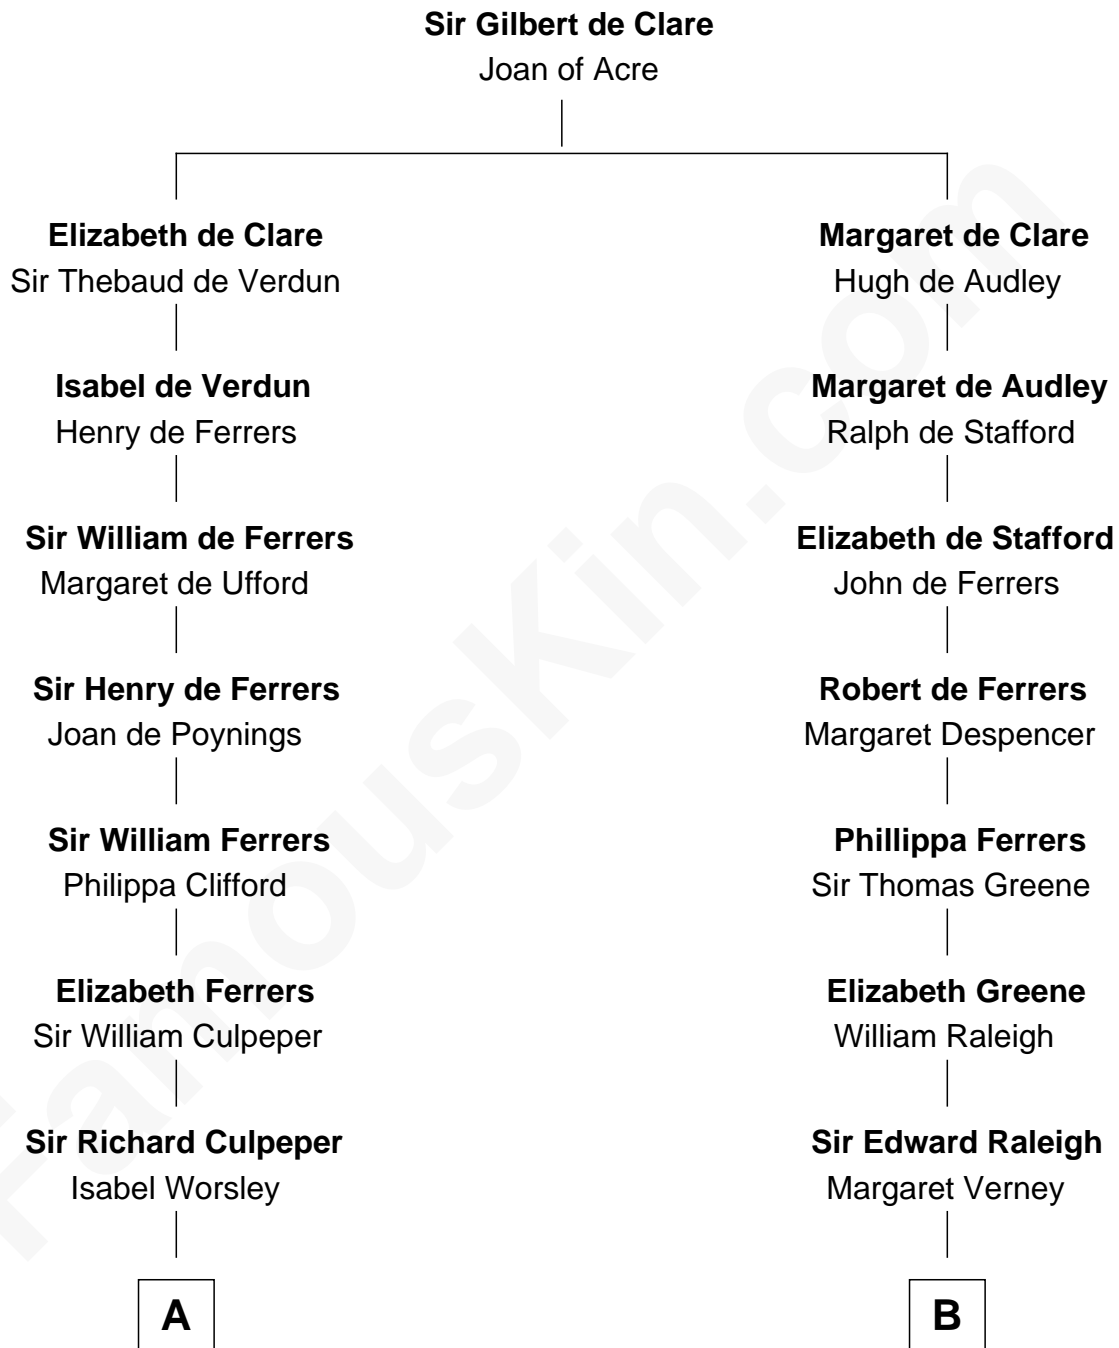 Sir Gilbert de Clare
Joan of Acre
Elizabeth de Clare
Sir Thebaud de Verdun
Isabel de Verdun
Henry de Ferrers
Sir William de Ferrers
Margaret de Ufford
Sir Henry de Ferrers
Joan de Poynings
Sir William Ferrers
Philippa Clifford
Elizabeth Ferrers
Sir William Culpeper
Sir Richard Culpeper
Isabel Worsley
A
Margaret de Clare
Hugh de Audley
Margaret de Audley
Ralph de Stafford
Elizabeth de Stafford
John de Ferrers
Robert de Ferrers
Margaret Despencer
Phillippa Ferrers
Sir Thomas Greene
Elizabeth Greene
William Raleigh
Sir Edward Raleigh
Margaret Verney
B
FamousKin.com